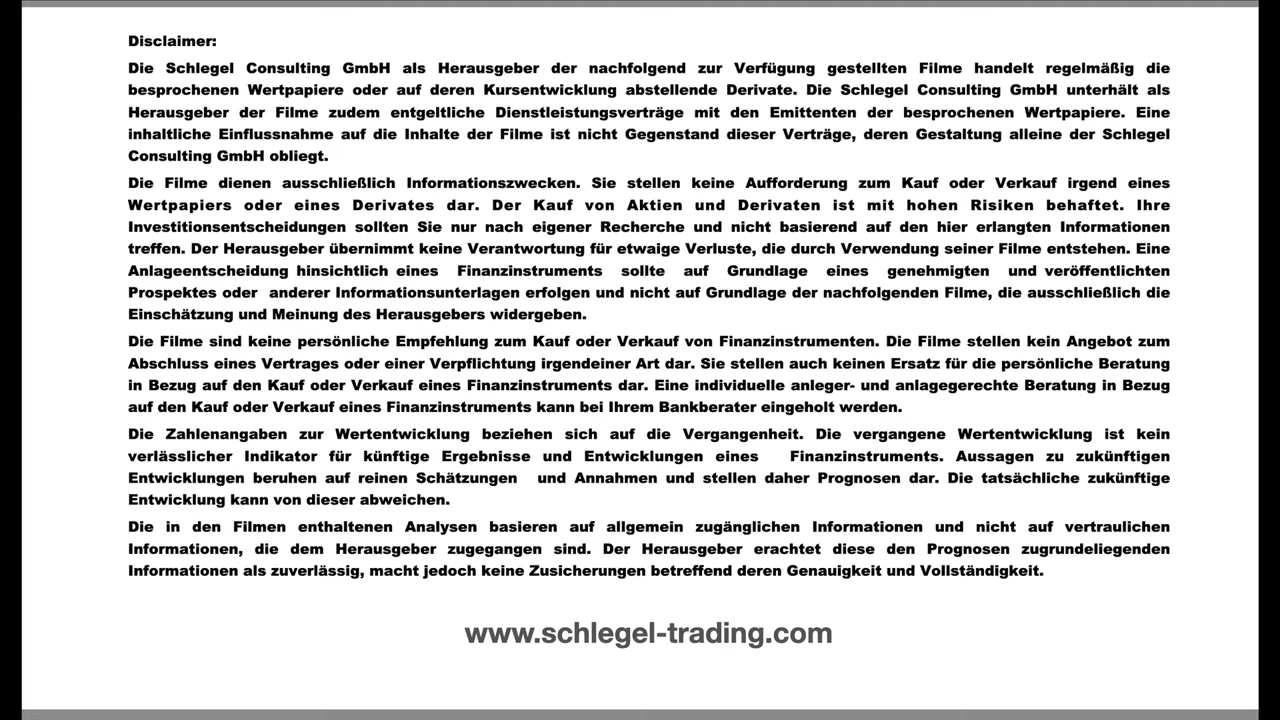 Disclaimer:
Die Schlegel Consulting GmbH als Herausgeber der nachfolgend zur Verfügung gestellten Filme handelt regelmäßig die
besprochenen Wertpapiere oder auf deren Kursentwicklung abstellende Derivate. Die Schlegel Consulting GmbH unterhält als
Herausgeber der Filme zudem entgeltliche Dienstleistungsverträge mit den Emittenten der besprochenen Wertpapiere. Eine
inhaltliche Einflussnahme auf die Inhalte der Filme ist nicht Gegenstand dieser Verträge, deren Gestaltung alleine der Schlegel
Consulting GmbH obliegt.
Die Filme dienen ausschließlich Informationszwecken. Sie stellen keine Aufforderung zum Kauf oder Verkauf irgend eines
Wertpapiers oder eines Derivates dar. Der Kauf von Aktien und Derivaten ist mit hohen Risiken behaftet. Ihre
Investitionsentscheidungen sollten Sie nur nach eigener Recherche und nicht basierend auf den hier erlangten Informationen
treffen. Der Herausgeber übernimmt keine Verantwortung für etwaige Verluste, die durch Verwendung seiner Filme entstehen. Eine
Anlageentscheidung hinsichtlich eines Finanzinstruments sollte auf Grundlage eines genehmigten und veröffentlichten
Prospektes oder anderer Informationsunterlagen erfolgen und nicht auf Grundlage der nachfolgenden Filme, die ausschließlich die
Einschätzung und Meinung des Herausgebers widergeben.
Die Filme sind keine persönliche Empfehlung zum Kauf oder Verkauf von Finanzinstrumenten. Die Filme stellen kein Angebot zum
Abschluss eines Vertrages oder einer Verpflichtung irgendeiner Art dar. Sie stellen auch keinen Ersatz für die persönliche Beratung
in Bezug auf den Kauf oder Verkauf eines Finanzinstruments dar. Eine individuelle anleger- und anlagegerechte Beratung in Bezug
auf den Kauf oder Verkauf eines Finanzinstruments kann bei Ihrem Bankberater eingeholt werden.
Die Zahlenangaben zur Wertentwicklung beziehen sich auf die Vergangenheit. Die vergangene Wertentwicklung ist kein
verlässlicher Indikator für künftige Ergebnisse und Entwicklungen eines Finanzinstruments. Aussagen zu zukünftigen
Entwicklungen beruhen auf reinen Schätzungen und Annahmen und stellen daher Prognosen dar. Die tatsächliche zukünftige
Entwicklung kann von dieser abweichen.
Die in den Filmen enthaltenen Analysen basieren auf allgemein zugänglichen Informationen und nicht auf vertraulichen
Informationen, die dem Herausgeber zugegangen sind. Der Herausgeber erachtet diese den Prognosen zugrundeliegenden
Informationen als zuverlässig, macht jedoch keine Zusicherungen betreffend deren Genauigkeit und Vollständigkeit.
www.schlegel-trading.com